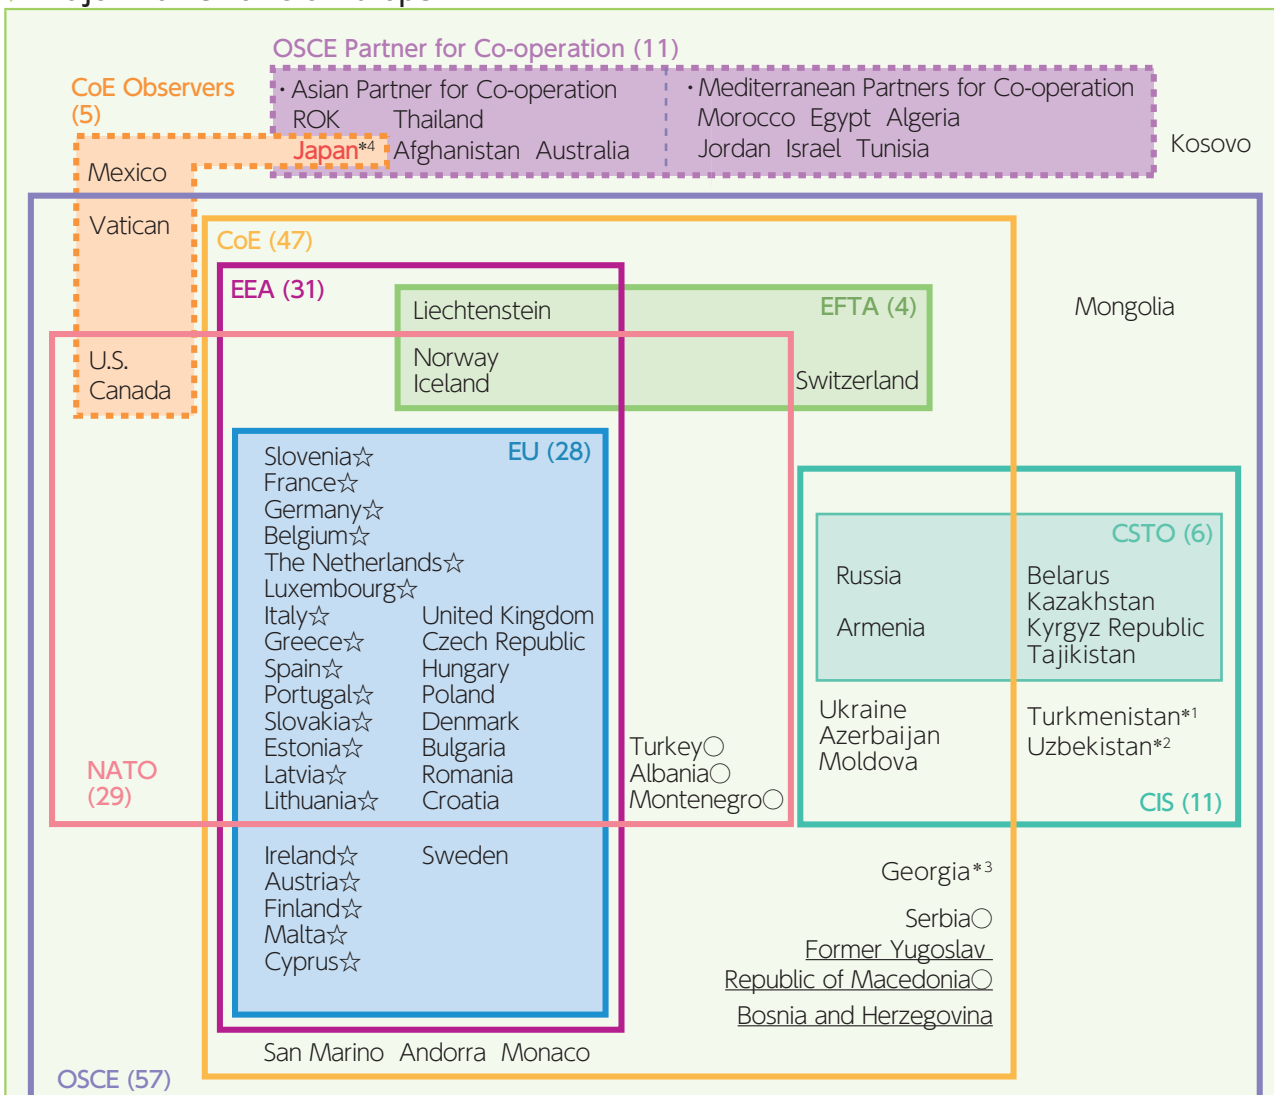 OSCE Partner for Co-operation (11)
CoE Observers
(5)
・Asian Partner for Co-operation
ROK Thailand
Japan*4 Afghanistan Australia
・Mediterranean Partners for Co-operation
Morocco Egypt Algeria
Jordan Israel Tunisia
Kosovo
Mexico
Vatican
U.S.
Canada
CoE (47)
EEA (31)
Liechtenstein
EFTA (4)
Norway
Iceland
Switzerland
Mongolia
EU (28)
Slovenia☆
France☆
Germany☆
Belgium☆
The Netherlands☆
Luxembourg☆
Italy☆ United Kingdom
Greece☆ Czech Republic
Spain☆ Hungary
Portugal☆ Poland
Slovakia☆ Denmark
Estonia☆ Bulgaria
Latvia☆ Romania
Lithuania☆ Croatia
NATO
(29)
Turkey○
Albania○
Montenegro○
Ireland☆ Sweden
Austria☆
Finland☆
Malta☆
Cyprus☆
CSTO (6)
Russia Belarus
Kazakhstan
Armenia Kyrgyz Republic
Tajikistan
Ukraine
Azerbaijan
Moldova
Turkmenistan*1
Uzbekistan*2
CIS (11)
Georgia*3
Serbia○
Former Yugoslav
Republic of Macedonia○
Bosnia and Herzegovina
San Marino Andorra Monaco
OSCE (57)